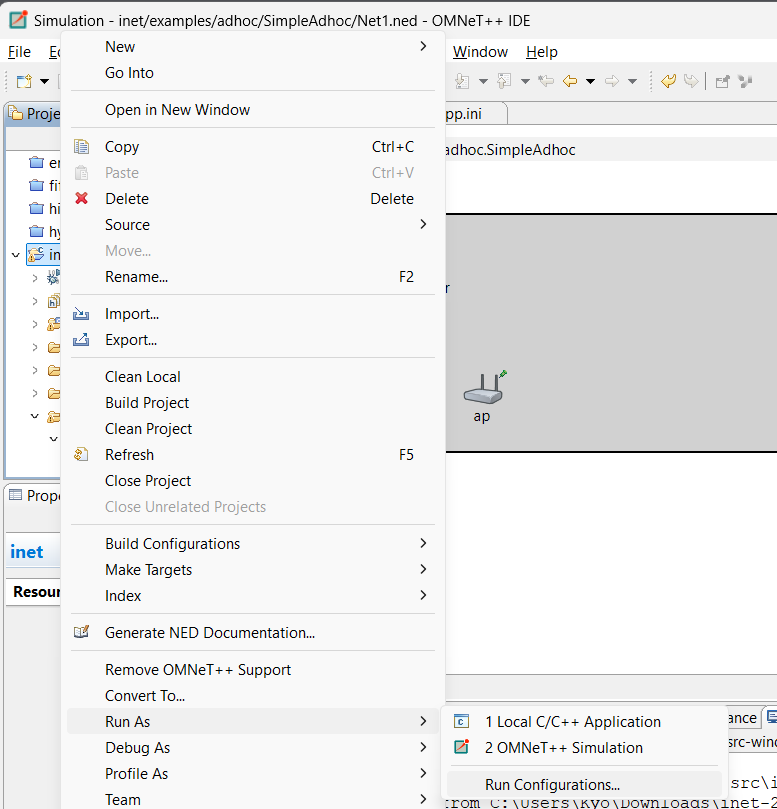 Simulation - inet/examples/adhoc/SimpleAdhoc/Net1.ned - OMNeT++ IDE
File Ec Window Help
Proje
pp.ini
New
Go Into
Open in New Window
adhoc.SimpleAdhoc
Copy Ctrl+C
er
Paste Ctrl+V
fi
Delete Delete
hi
Source
hy
Move...
in
Rename... F2
r
Import...
Export...
Clean Local
Build Project
ap
Clean Project
Refresh F5
Close Project
Prope
Close Unrelated Projects
inet
Build Configurations
Make Targets
Resour
Index
Generate NED Documentation...
Remove OMNeT++ Support
Convert To...
Run As
1 Local C/C++ Application
ance
Debug As
2 OMNeT++ Simulation
src-wind
Profile As
Run Configurations...
src\i
Team
from C:\Users\Kyo\Downloads\inet-2